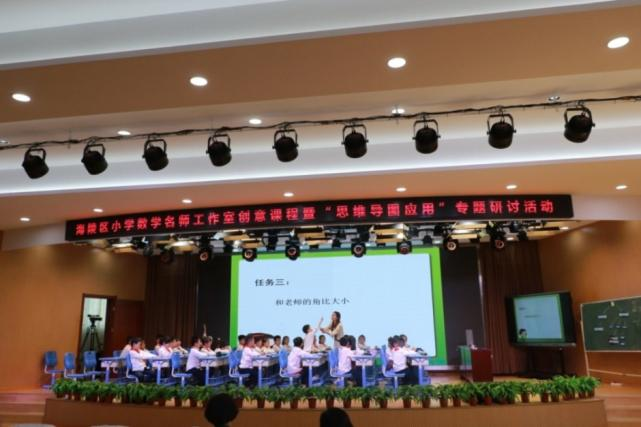 海陵区小学数学名师工作室创意课程暨“思维导图应用”专题研讨活动
任务三：
和老师的角比大小